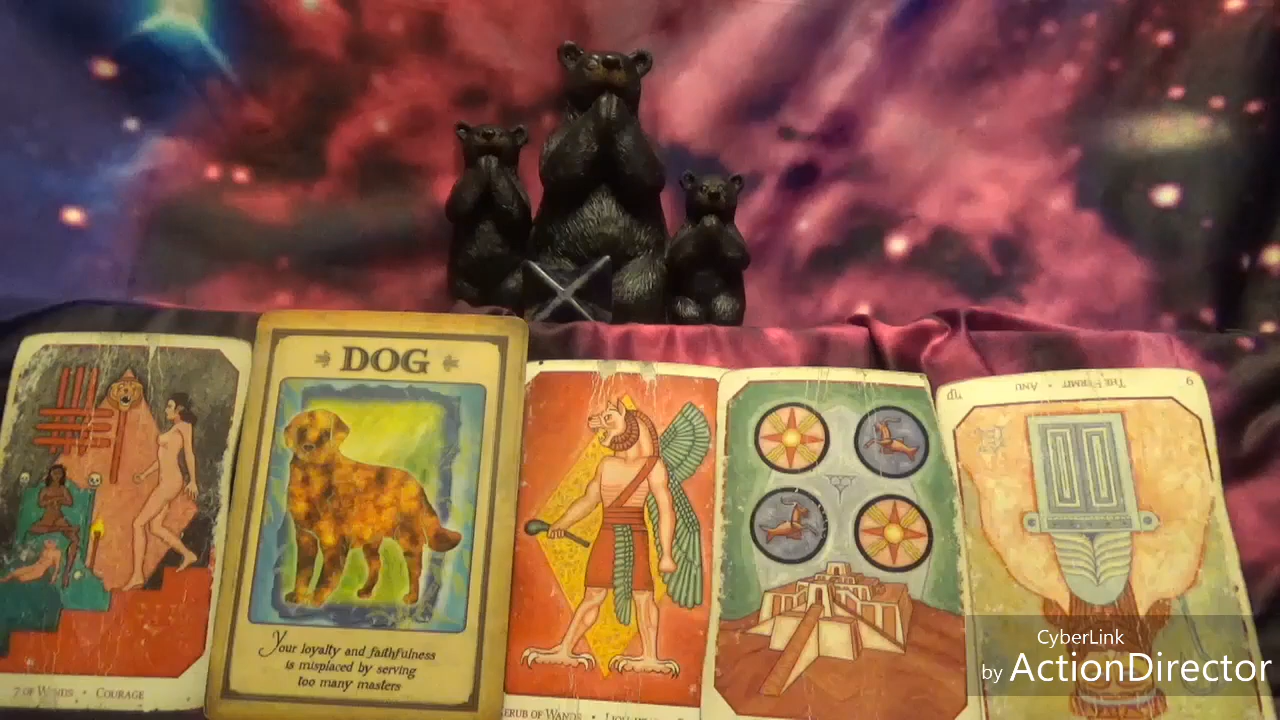 DOG
Your loyalty and faithfulness
is misplaced by serving
too many masters
7 OF WANDS • COURAGE
CHERUB OF WANDS •
THE HERMIT • ANU
9
CyberLink
by ActionDirector